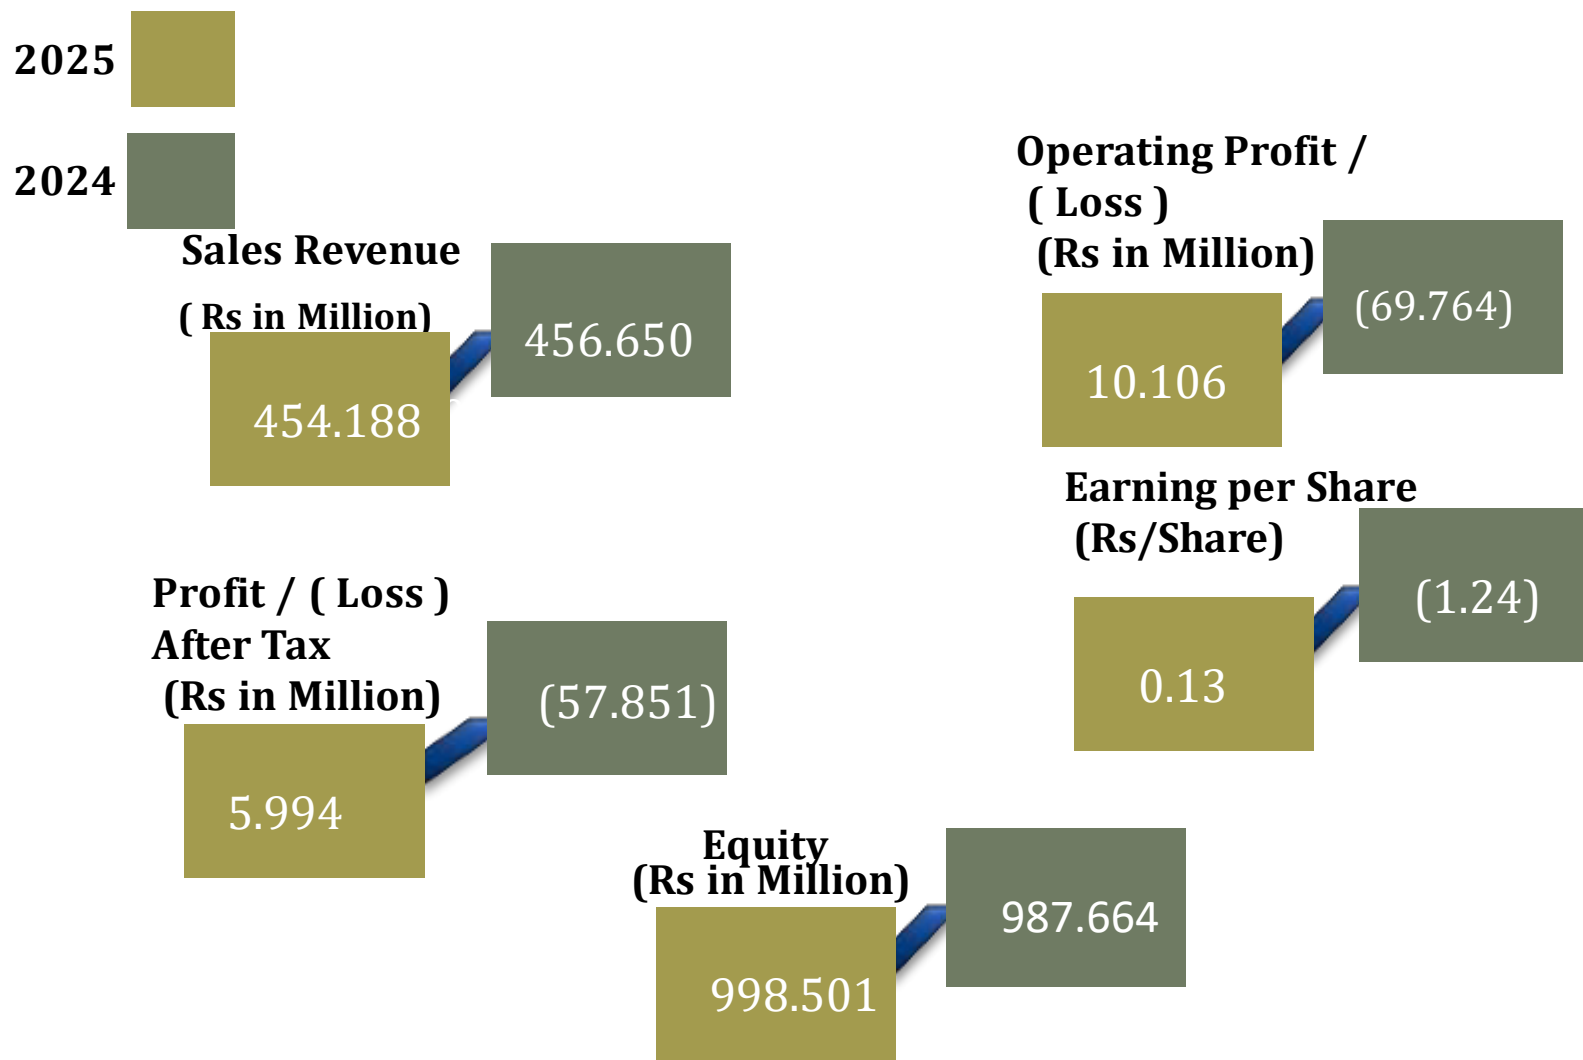 2025
2024
Sales Revenue
( Rs in Million)
454.188
456.650
Operating Profit /
( Loss )
(Rs in Million)
10.106
(69.764)
Earning per Share
(Rs/Share)
0.13
(1.24)
Profit / ( Loss )
After Tax
(Rs in Million)
5.994
(57.851)
Equity
(Rs in Million)
998.501
987.664